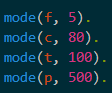 mode(f, 5).
mode(c, 80).
mode(t, 100).
mode(p, 500).